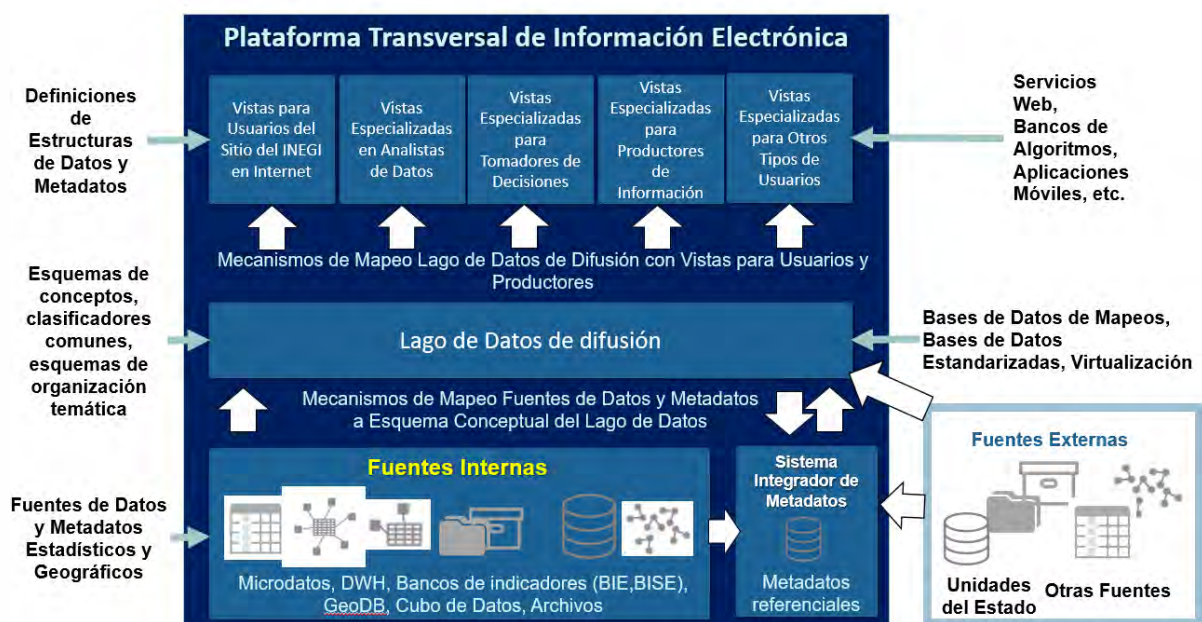 Plataforma Transversal de Información Electrónica
Definiciones
de
Estructuras
de Datos y
Metadatos
Vistas para
Usuarios del
Sitio del INEGI
en Internet
Vistas
Especializadas
en Analistas
de Datos
Vistas
Especializadas
para
Tomadores de
Decisiones
Vistas
Especializadas
para
Productores
de
Información
Vistas
Especializadas
para Otros
Tipos de
Usuarios
Servicios
Web,
Bancos de
Algoritmos,
Aplicaciones
Móviles, etc.
Mecanismos de Mapeo Lago de Datos de Difusión con Vistas para Usuarios y
Productores
Esquemas de
conceptos,
clasificadores
comunes,
esquemas de
organización
temática
Lago de Datos de difusión
Bases de Datos de Mapeos,
Bases de Datos
Estandarizadas, Virtualización
Mecanismos de Mapeo Fuentes de Datos y Metadatos
a Esquema Conceptual del Lago de Datos
Fuentes de Datos
y Metadatos
Estadísticos y
Geográficos
Fuentes Internas
Microdatos, DWH, Bancos de indicadores (BIE,BISE),
GeoDB, Cubo de Datos, Archivos
Sistema
Integrador de
Metadatos
Metadatos
referenciales
Fuentes Externas
Unidades
del Estado
Otras Fuentes